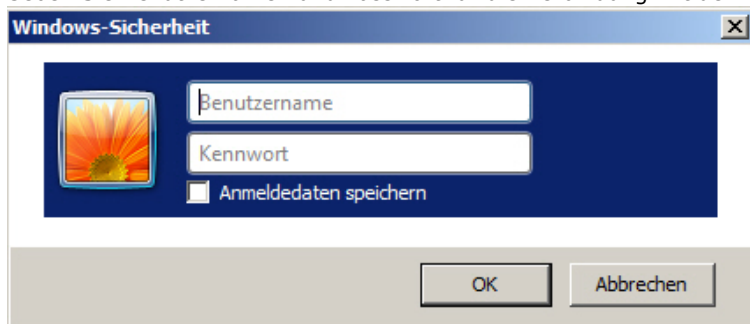 Windows-Sicherheit
Benutzername
Kennwort
Anmeldedaten speichern
OK
Abbrechen